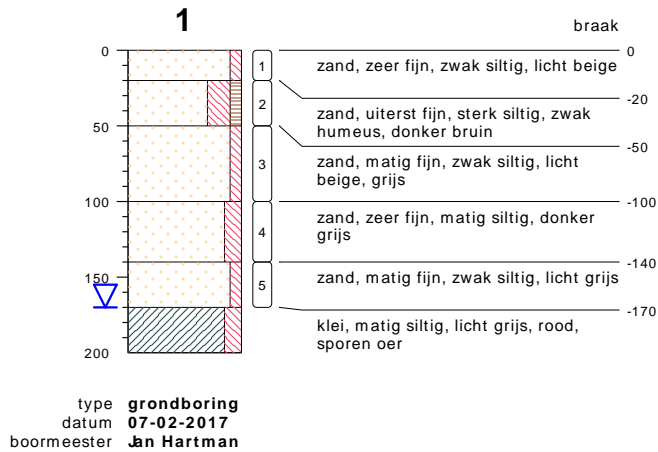 1
braak
0
0
1
zand, zeer fijn, zwak siltig, licht beige
-20
2
zand, uiterst fijn, sterk siltig, zwak
humeus, donker bruin
50
-50
3
zand, matig fijn, zwak siltig, licht
beige, grijs
100
-100
4
zand, zeer fijn, matig siltig, donker
grijs
-140
150
5
zand, matig fijn, zwak siltig, licht grijs
-170
klei, matig siltig, licht grijs, rood,
sporen oer
200
type grondboring
datum 07-02-2017
boormeester Jan Hartman